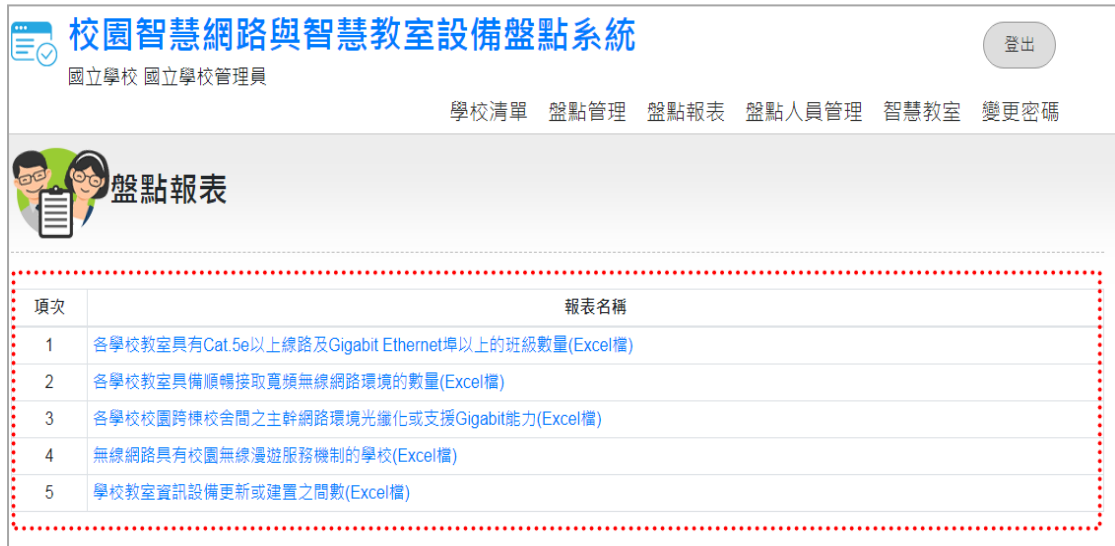 校園智慧網路與智慧教室設備盤點系統
登出
國立學校 國立學校管理員
學校清單 盤點管理 盤點報表 盤點人員管理 智慧教室 變更密碼
盤點報表
項次 報表名稱
1 各學校教室具有Cat.5e以上線路及Gigabit Ethernet埠以上的班級數量(Excel檔)
2 各學校教室具備順暢接取寬頻無線網路環境的數量(Excel檔)
3 各學校校園跨棟校舍間之主幹網路環境光纖化或支援Gigabit能力(Excel檔)
4 無線網路具有校園無線漫遊服務機制的學校(Excel檔)
5 學校教室資訊設備更新或建置之間數(Excel檔)